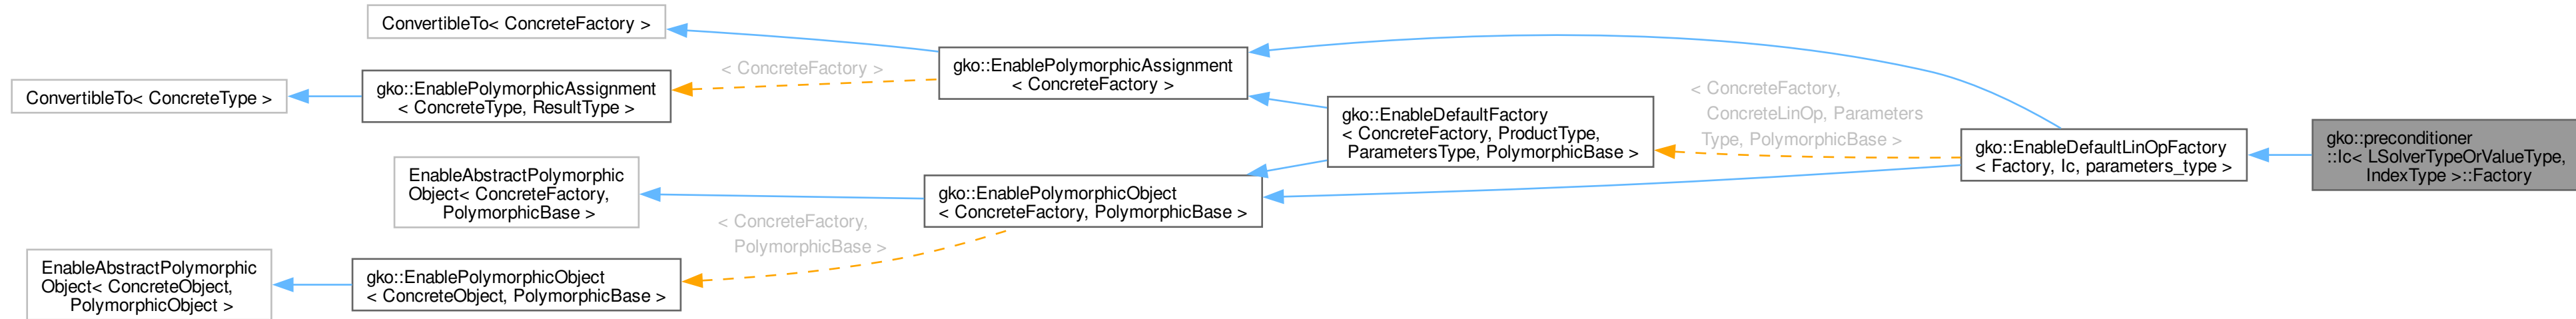 ConvertibleTo< ConcreteFactory >
ConvertibleTo< ConcreteType >
gko::EnablePolymorphicAssignment
< ConcreteType, ResultType >
< ConcreteFactory >
gko::EnablePolymorphicAssignment
< ConcreteFactory >
EnableAbstractPolymorphic
Object< ConcreteFactory,
PolymorphicBase >
gko::EnablePolymorphicObject
< ConcreteFactory, PolymorphicBase >
< ConcreteFactory,
PolymorphicBase >
EnableAbstractPolymorphic
Object< ConcreteObject,
PolymorphicObject >
gko::EnablePolymorphicObject
< ConcreteObject, PolymorphicBase >
gko::EnableDefaultFactory
< ConcreteFactory, ProductType,
ParametersType, PolymorphicBase >
< ConcreteFactory,
ConcreteLinOp, Parameters
Type, PolymorphicBase >
gko::EnableDefaultLinOpFactory
< Factory, Ic, parameters_type >
gko::preconditioner
::Ic< LSolverTypeOrValueType,
IndexType >::Factory